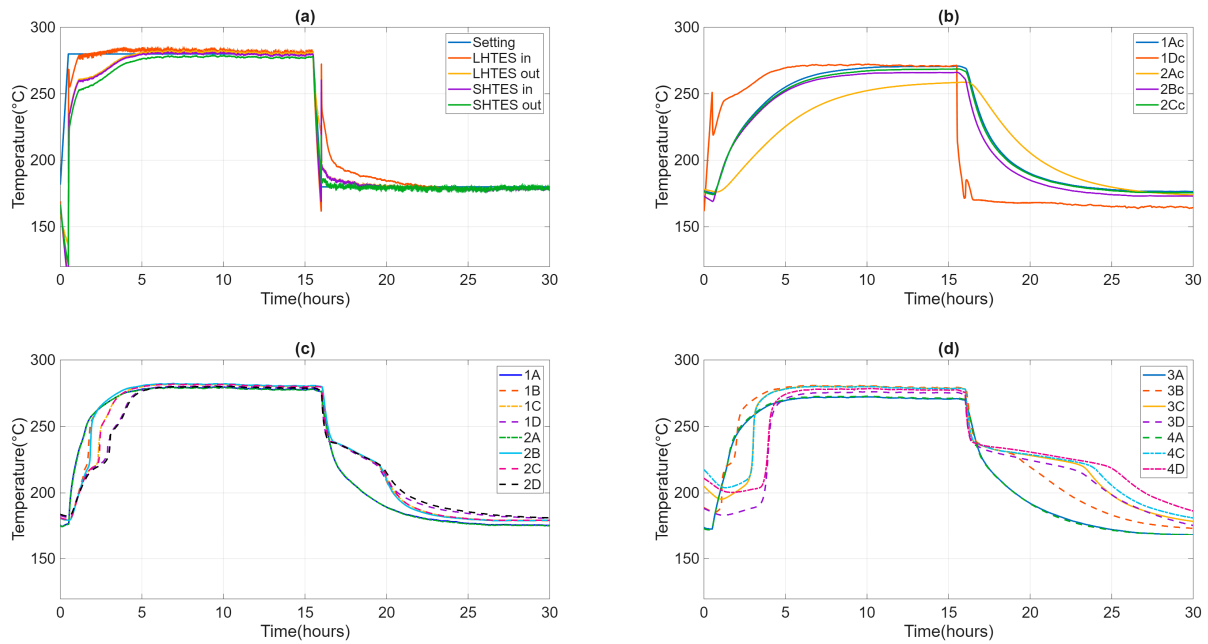 (a)
300
250
200
150
Temperature(°C)
0
5
10
15
20
25
30
Time(hours)
Setting
LHTES in
LHTES out
SHTES in
SHTES out
(b)
300
250
200
150
Temperature(°C)
0
5
10
15
20
25
30
Time(hours)
1Ac
1Dc
2Ac
2Bc
2Cc
(c)
300
250
200
150
Temperature(°C)
0
5
10
15
20
25
30
Time(hours)
1A
1B
1C
1D
2A
2B
2C
2D
(d)
300
250
200
150
Temperature(°C)
0
5
10
15
20
25
30
Time(hours)
3A
3B
3C
3D
4A
4C
4D